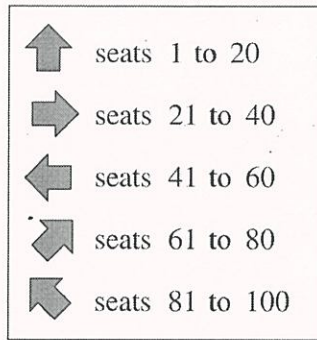 seats 1 to 20
seats 21 to 40
seats 41 to 60
seats 61 to 80
seats 81 to 100